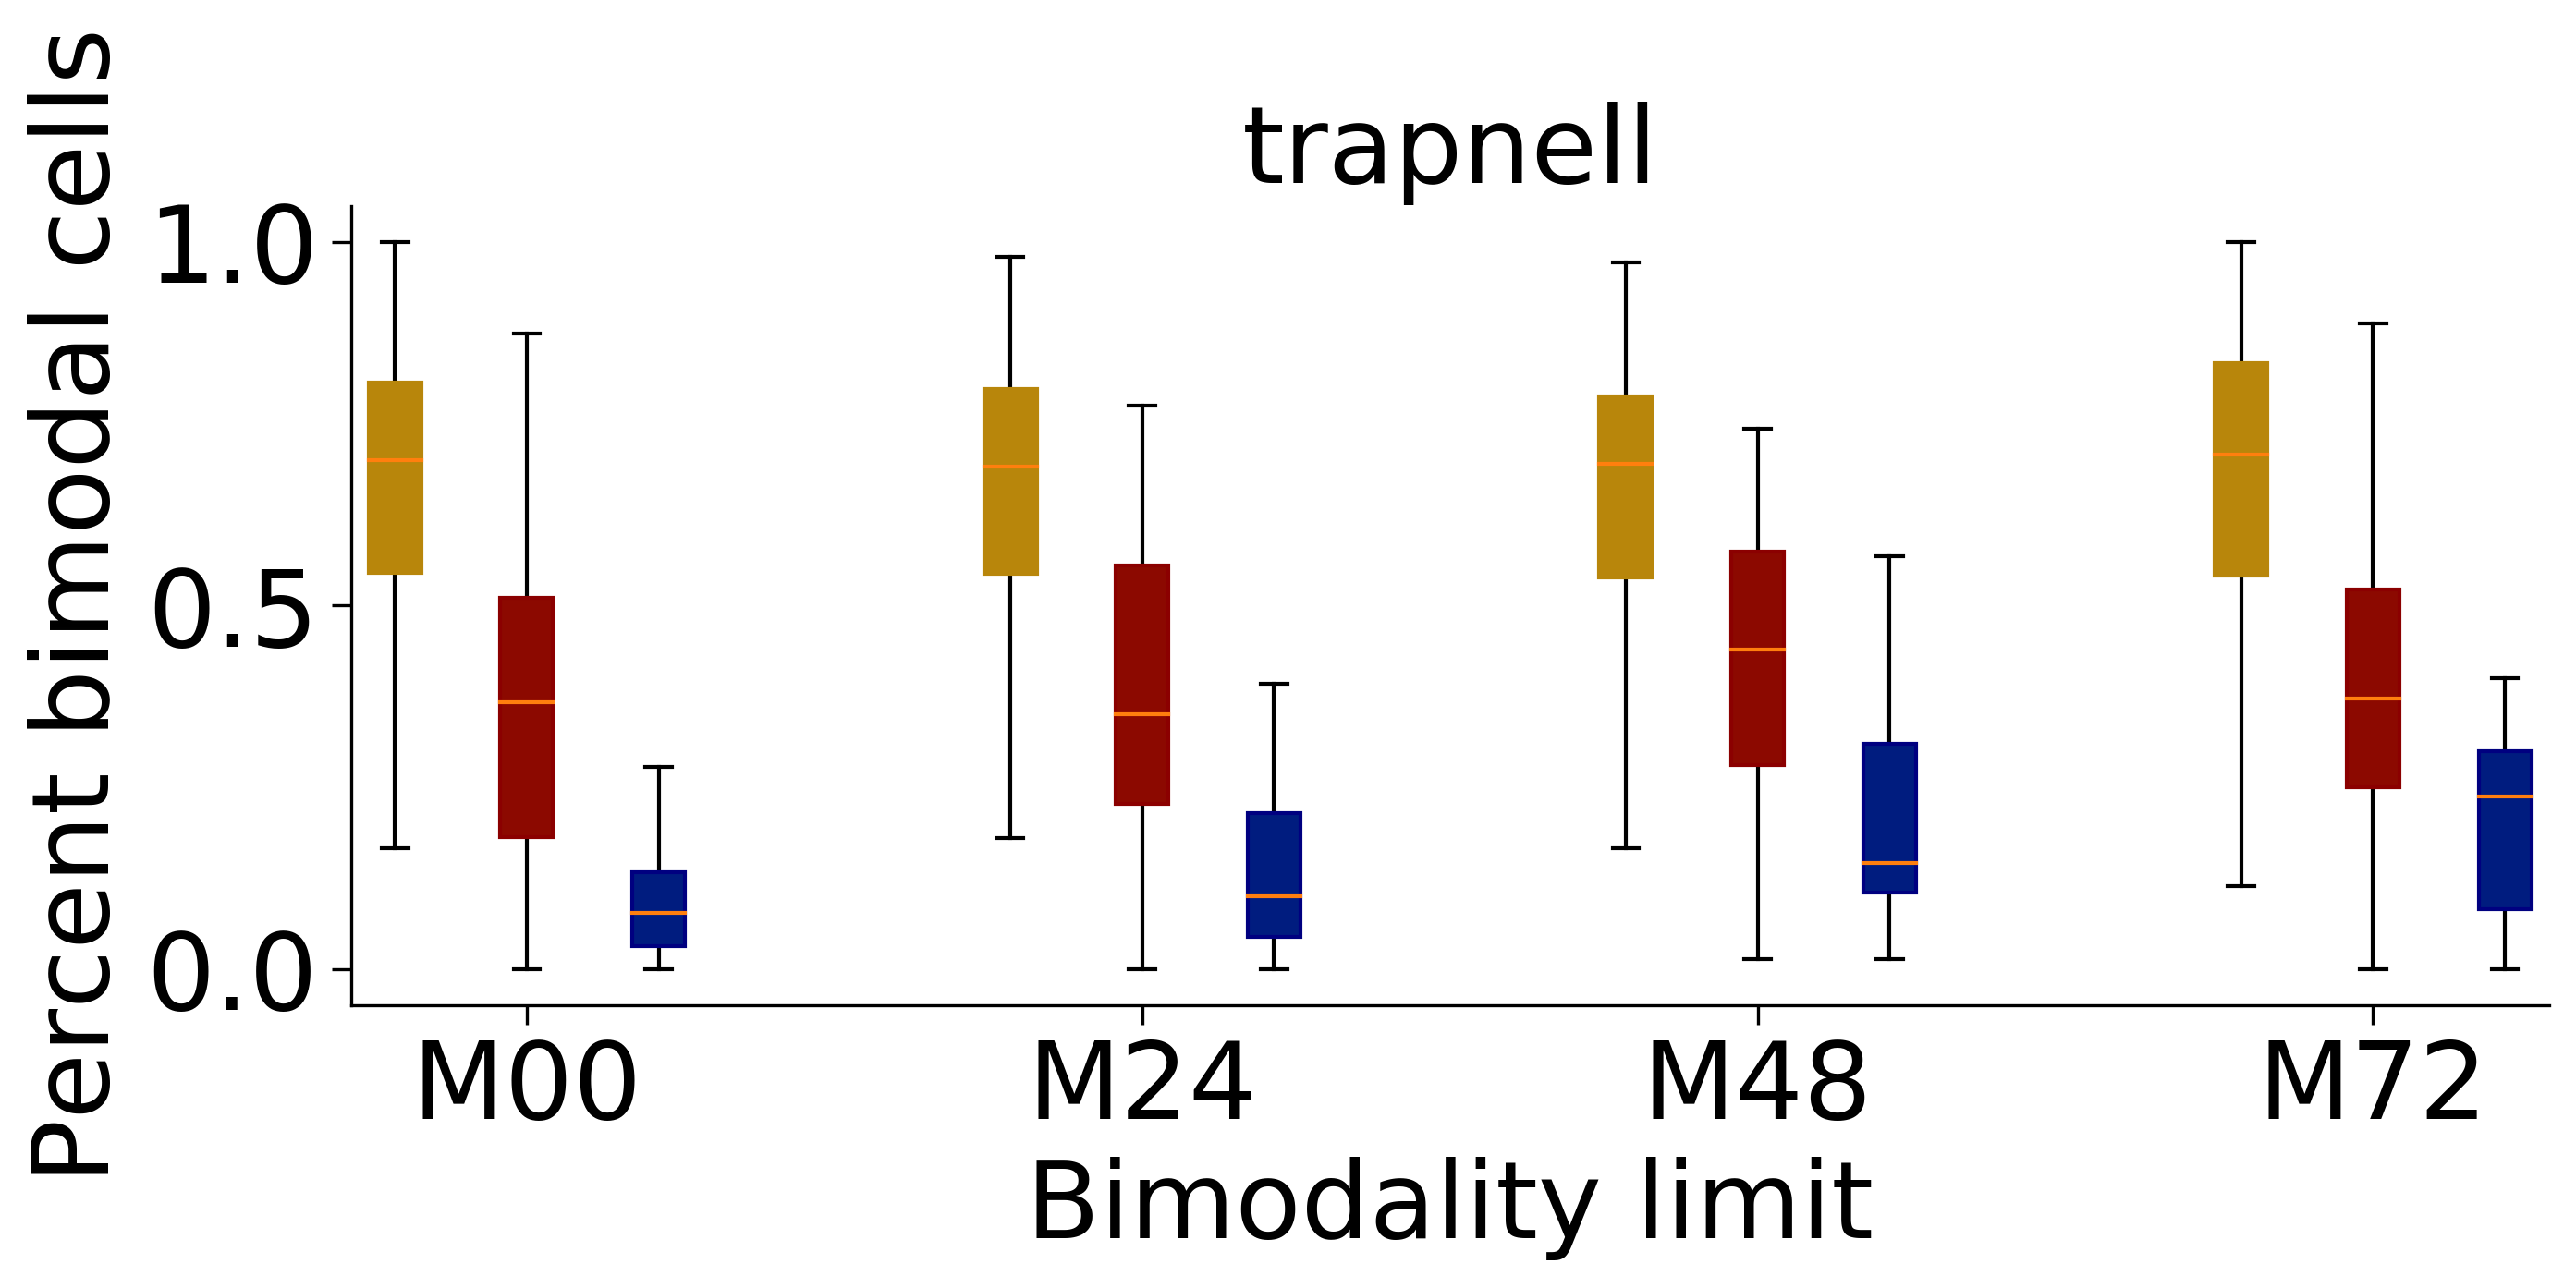 trapnell
Percent bimodal cells
1.0
0.5
0.0
M00 M24 M48 M72
Bimodality limit